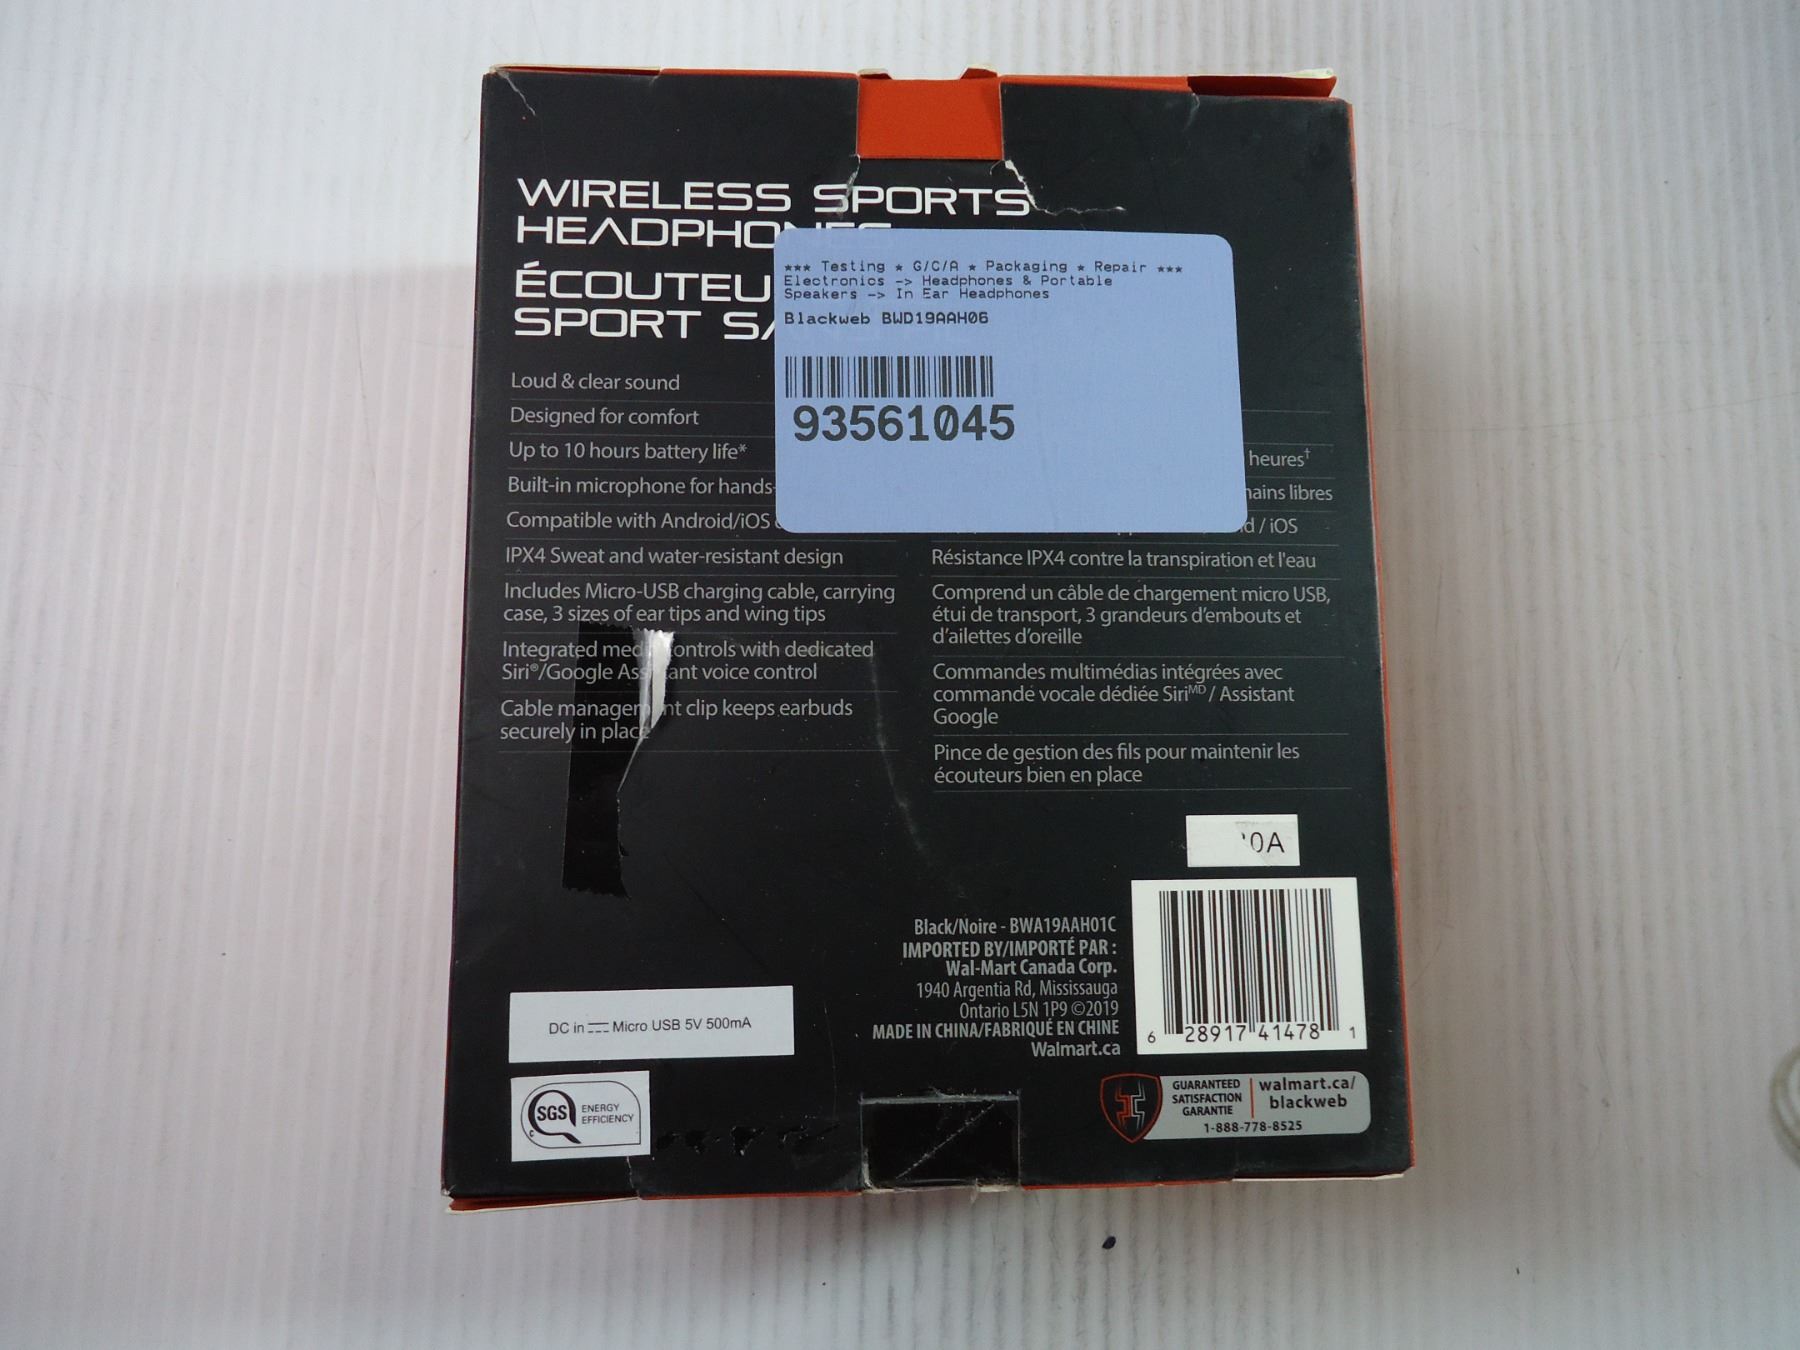 WIRELESS SPORTS
HEADPHONES
ÉCOUTEU
SPORT SA
*** Testing * G/C/A * Packaging * Repair ***
Electronics -> Headphones & Portable
Speakers -> In Ear Headphones
Blackweb BWD19AAH06
93561045
Loud & clear sound
Designed for comfort
Up to 10 hours battery life*
Built-in microphone for hands-
Compatible with Android/iOS
IPX4 Sweat and water-resistant design
Includes Micro-USB charging cable, carrying
case, 3 sizes of ear tips and wing tips
Integrated media controls with dedicated
Siri®/Google Assistant voice control
Cable management clip keeps earbuds
securely in place
heures†
mains libres
/ iOS
Résistance IPX4 contre la transpiration et l'eau
Comprend un câble de chargement micro USB,
étui de transport, 3 grandeurs d'embouts et
d'ailettes d'oreille
Commandes multimédias intégrées avec
commande vocale dédiée Siri^MD / Assistant
Google
Pince de gestion des fils pour maintenir les
écouteurs bien en place
0A
Black/Noire - BWA19AAH01C
IMPORTED BY/IMPORTÉ PAR :
Wal-Mart Canada Corp.
1940 Argentia Rd, Mississauga
Ontario L5N 1P9 ©2019
MADE IN CHINA/FABRIQUÉ EN CHINE
Walmart.ca
6 28917 41478 1
DC in Micro USB 5V 500mA
SGS ENERGY
EFFICIENCY
C
GUARANTEED
SATISFACTION
GARANTIE
walmart.ca/
blackweb
1-888-778-8525